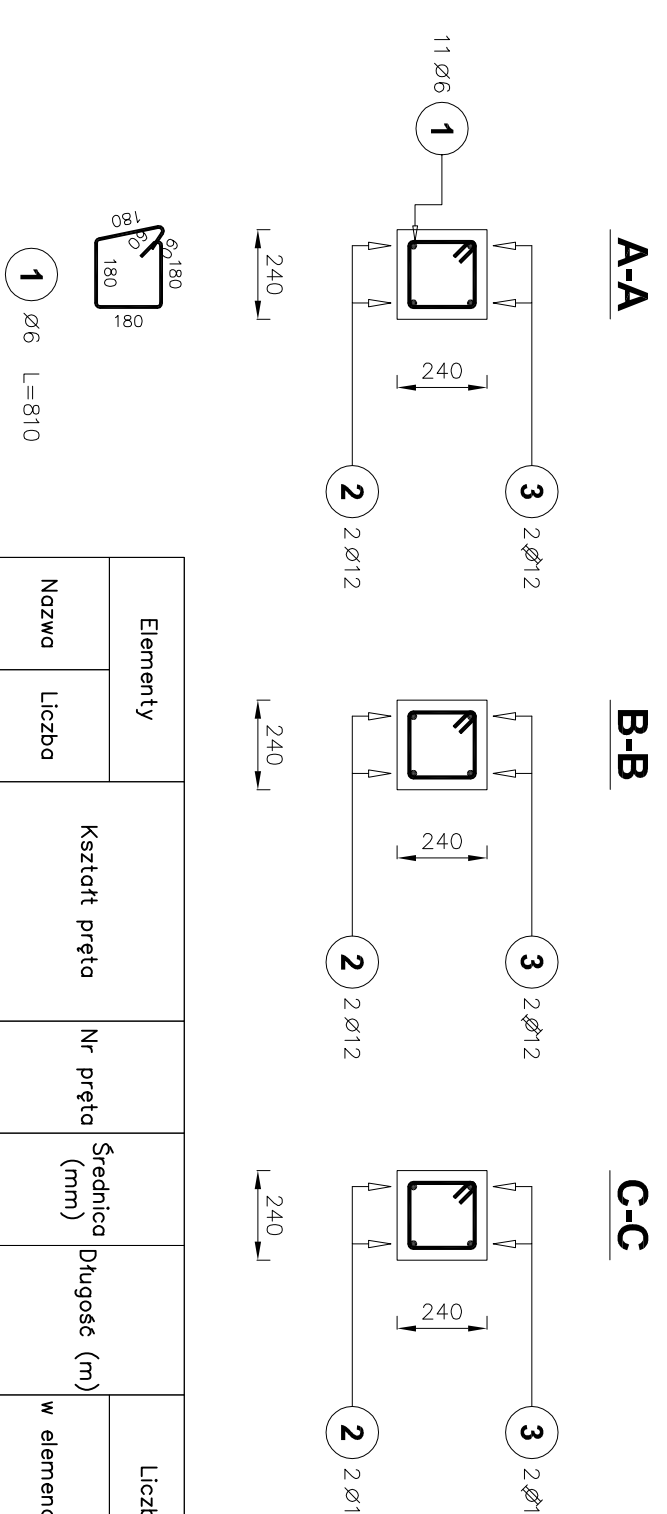 A-A
3
2 Ø12
240
11 Ø6
1
2
2 Ø12
240
B-B
3
2 Ø12
240
2
2 Ø12
240
C-C
3
240
2
240
180
60
60
180
180
180
1
Ø6 L=810
Elementy
Nazwa
Liczba
Kształt pręta
Nr pręta
Średnica
(mm)
Długość (m)